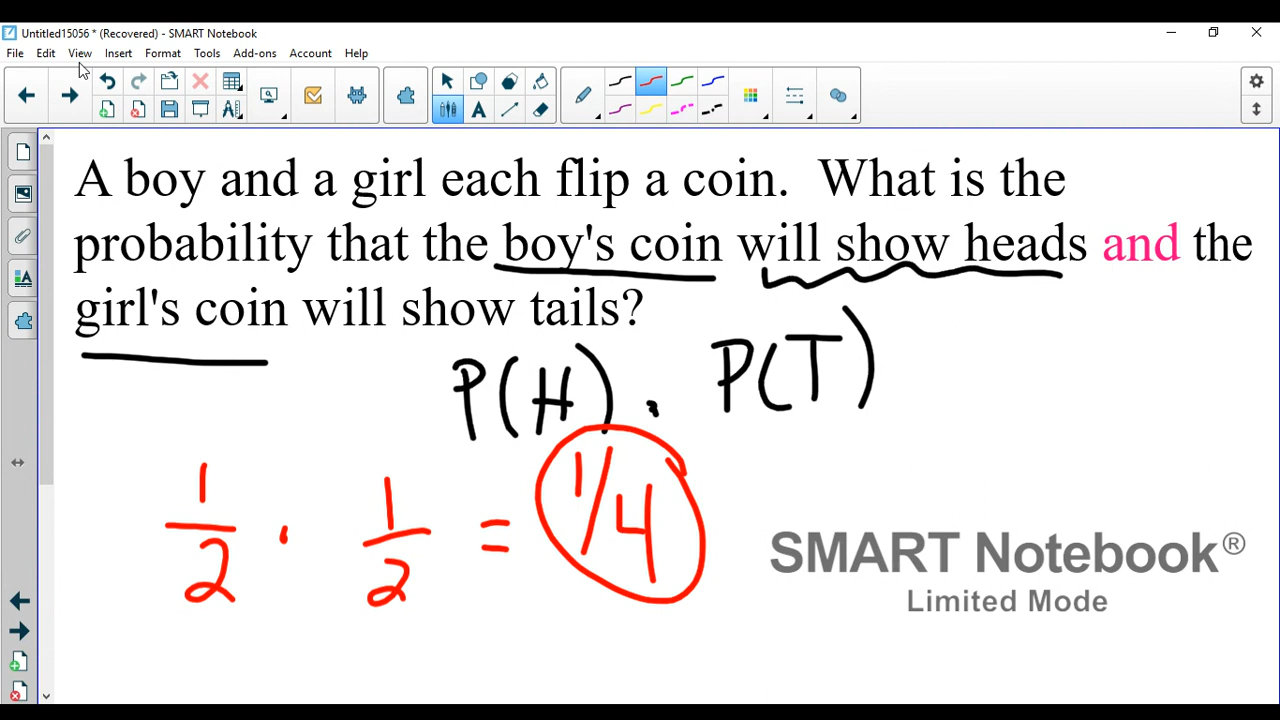 Untitled15056 * (Recovered) - SMART Notebook
File Edit View Insert Format Tools Add-ons Account Help
A boy and a girl each flip a coin. What is the
probability that the boy's coin will show heads and the
girl's coin will show tails?
P(H) · P(T)
1/2 · 1/2 = 1/4
SMART Notebook®
Limited Mode